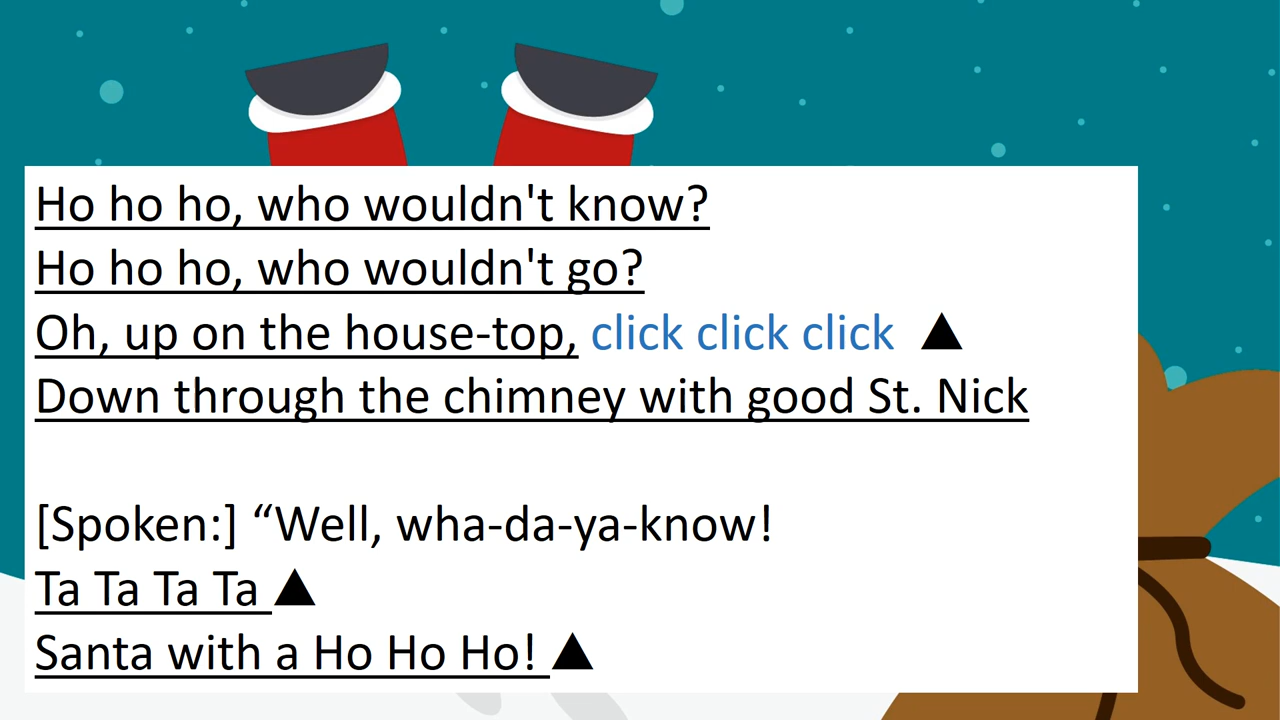 Ho ho ho, who wouldn't know?
Ho ho ho, who wouldn't go?
Oh, up on the house-top, click click click ▲
Down through the chimney with good St. Nick
[Spoken:] “Well, wha-da-ya-know!
Ta Ta Ta Ta ▲
Santa with a Ho Ho Ho! ▲